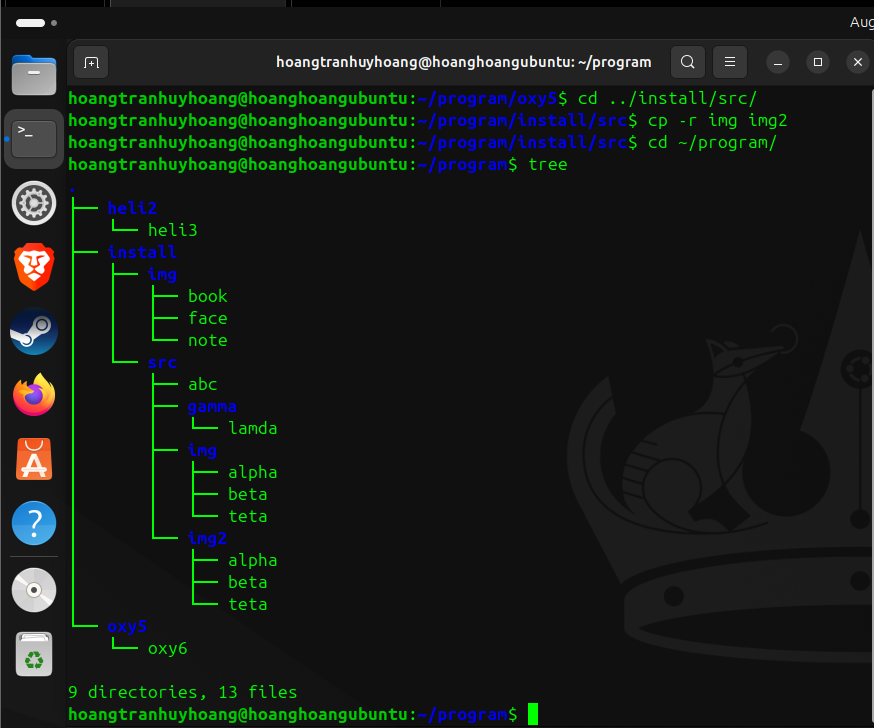 Aug
hoangtranhuyhoang@hoanghoangubuntu: ~/program
hoangtranhuyhoang@hoanghoangubuntu:~/program/oxy5$ cd ../install/src/
hoangtranhuyhoang@hoanghoangubuntu:~/program/install/src$ cp -r img img2
hoangtranhuyhoang@hoanghoangubuntu:~/program/install/src$ cd ~/program/
hoangtranhuyhoang@hoanghoangubuntu:~/program$ tree
.
├── heli2
│   └── heli3
├── install
│   ├── img
│   │   ├── book
│   │   ├── face
│   │   └── note
│   └── src
│       ├── abc
│       ├── gamma
│       │   └── lamda
│       ├── img
│       │   ├── alpha
│       │   ├── beta
│       │   └── teta
│       └── img2
│           ├── alpha
│           ├── beta
│           └── teta
└── oxy5
    └── oxy6

9 directories, 13 files
hoangtranhuyhoang@hoanghoangubuntu:~/program$